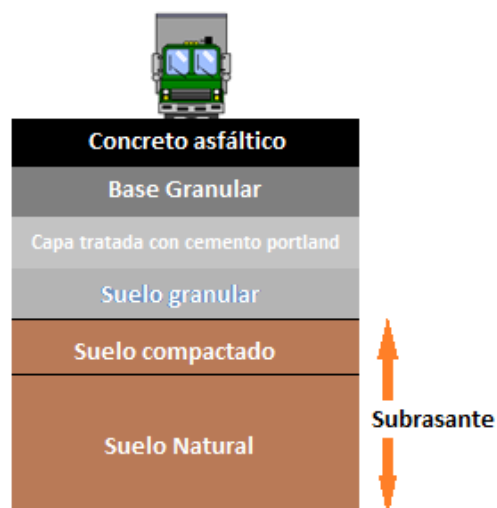 Concreto asfáltico
Base Granular
Capa tratada con cemento portland
Suelo granular
Suelo compactado
Subrasante
Suelo Natural